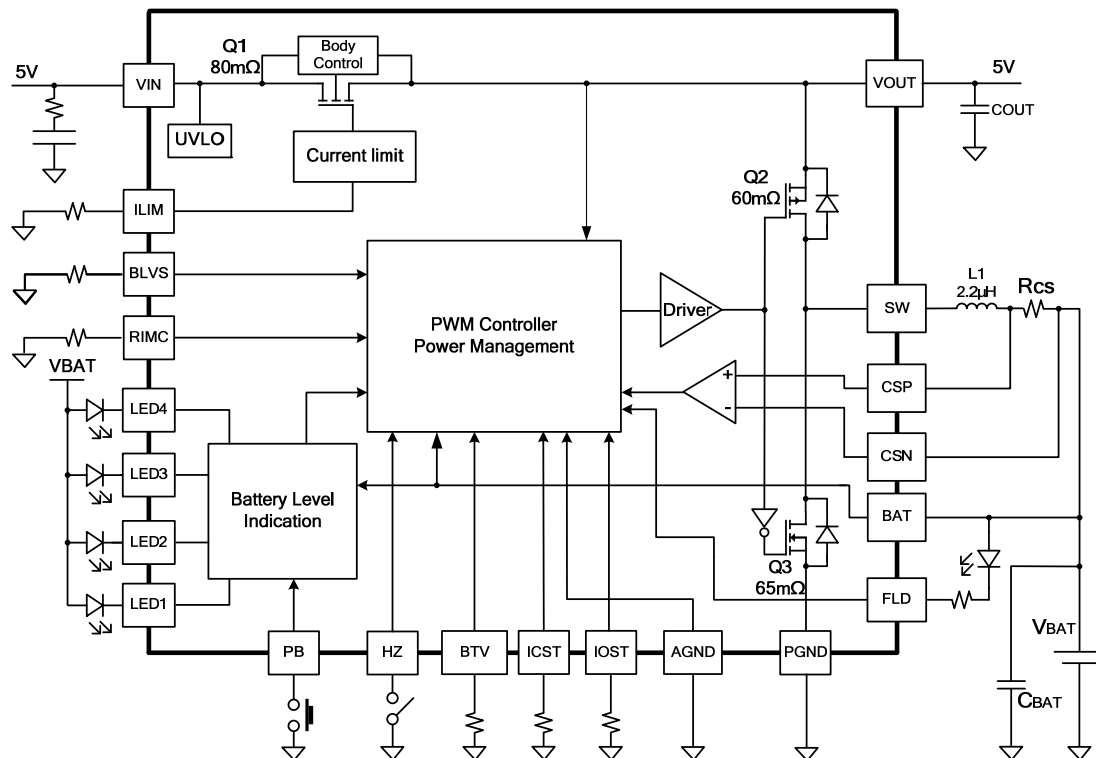 Q1
80mΩ
Body
Control
5V
VIN
VOUT
5V
COUT
UVLO
Current limit
Q2
60mΩ
ILIM
BLVS
RIMC
PWM Controller
Power Management
Driver
SW
L1
2.2µH
Rcs
VBAT
+
-
CSP
CSN
LED4
LED3
LED2
LED1
Battery Level
Indication
BAT
Q3
65mΩ
FLD
PB
HZ
BTV
ICST
IOST
AGND
PGND
VBAT
CBAT